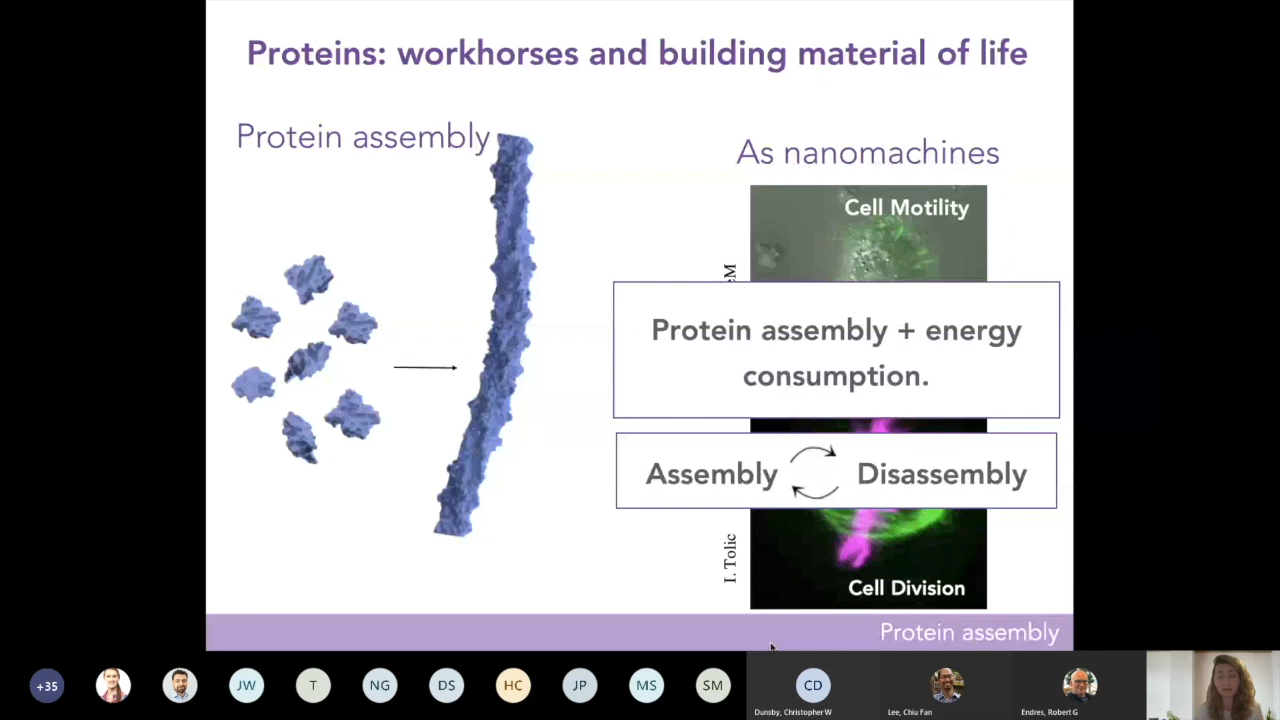 Proteins: workhorses and building material of life
Protein assembly
As nanomachines
Cell Motility
eM
Protein assembly + energy
consumption.
Assembly
Disassembly
I. Tolic
Cell Division
Protein assembly
+35
JW
T
NG
DS
HC
JP
MS
SM
CD
Dunsby, Christopher W
Lee, Chiu Fan
Endres, Robert G